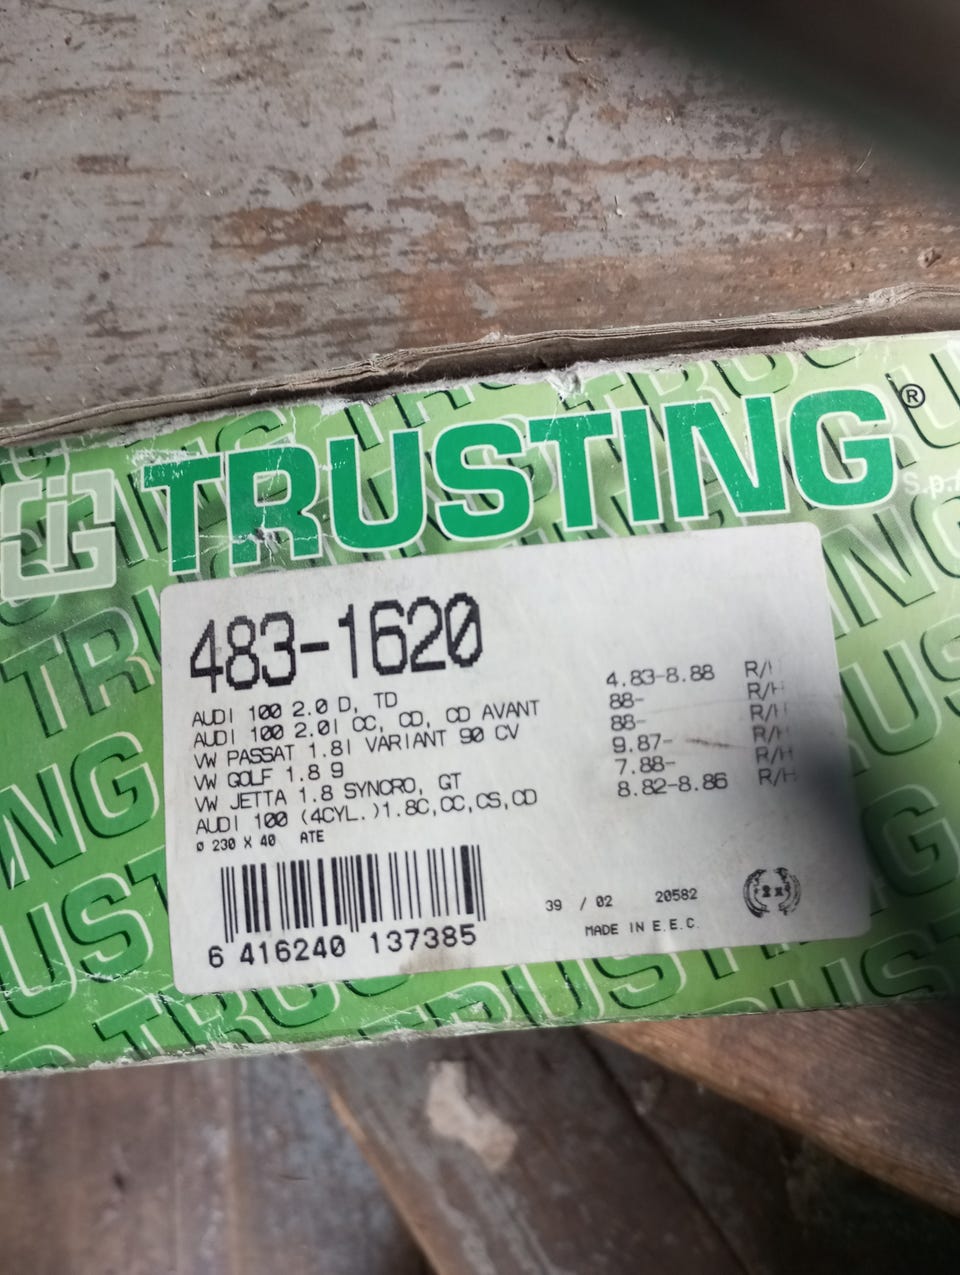 TRUSTING®
s.p.
483-1620
AUDI 100 2.0 D, TD 4.83-8.88 R/
AUDI 100 2.0I CC, CD, CD AVANT 88- R/H
VW PASSAT 1.8I VARIANT 90 CV 88- R/H
VW GOLF 1.8 9 9.87- R/H
VW JETTA 1.8 SYNCRO, GT 7.88- R/H
AUDI 100 (4CYL.)1.8C,CC,CS,CD 8.82-8.86 R/H
ø 230 X 40 ATE
6 416240 137385
39 / 02 20582
MADE IN E.E.C.